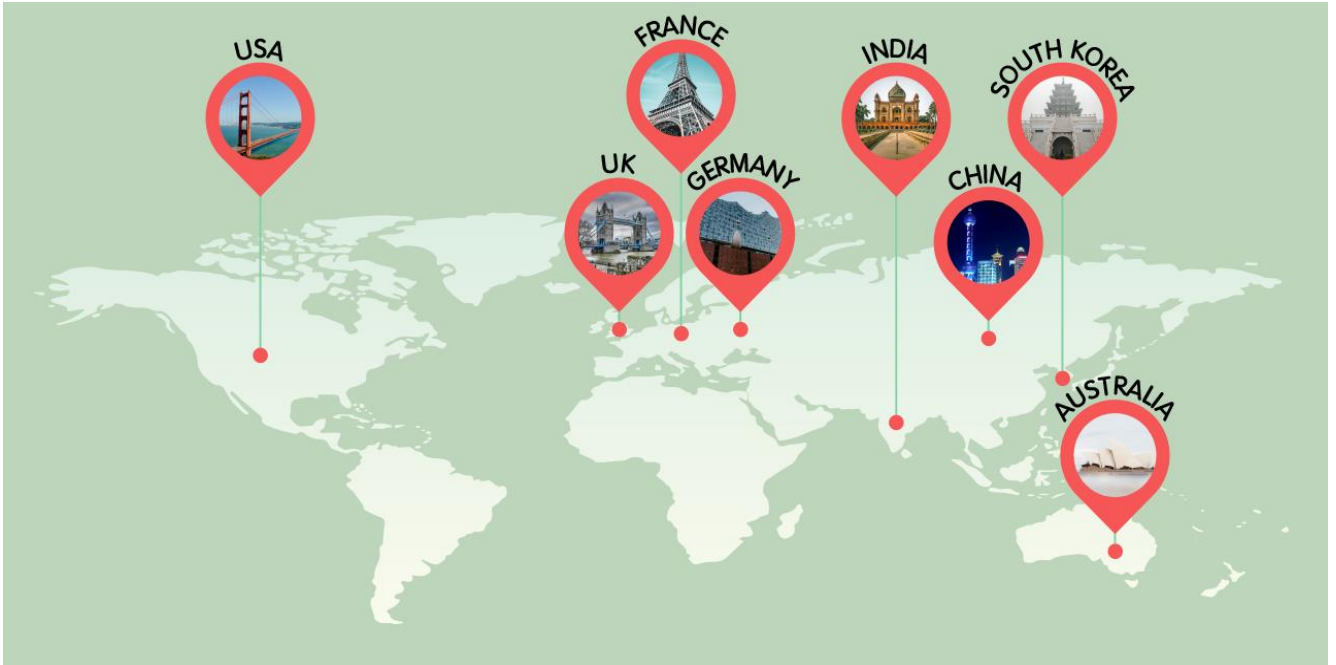 USA
FRANCE
INDIA
SOUTH KOREA
UK
GERMANY
CHINA
AUSTRALIA